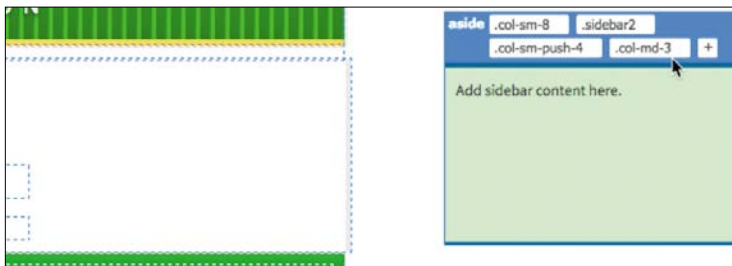 aside .col-sm-8 .sidebar2
.col-sm-push-4 .col-md-3 +
Add sidebar content here.